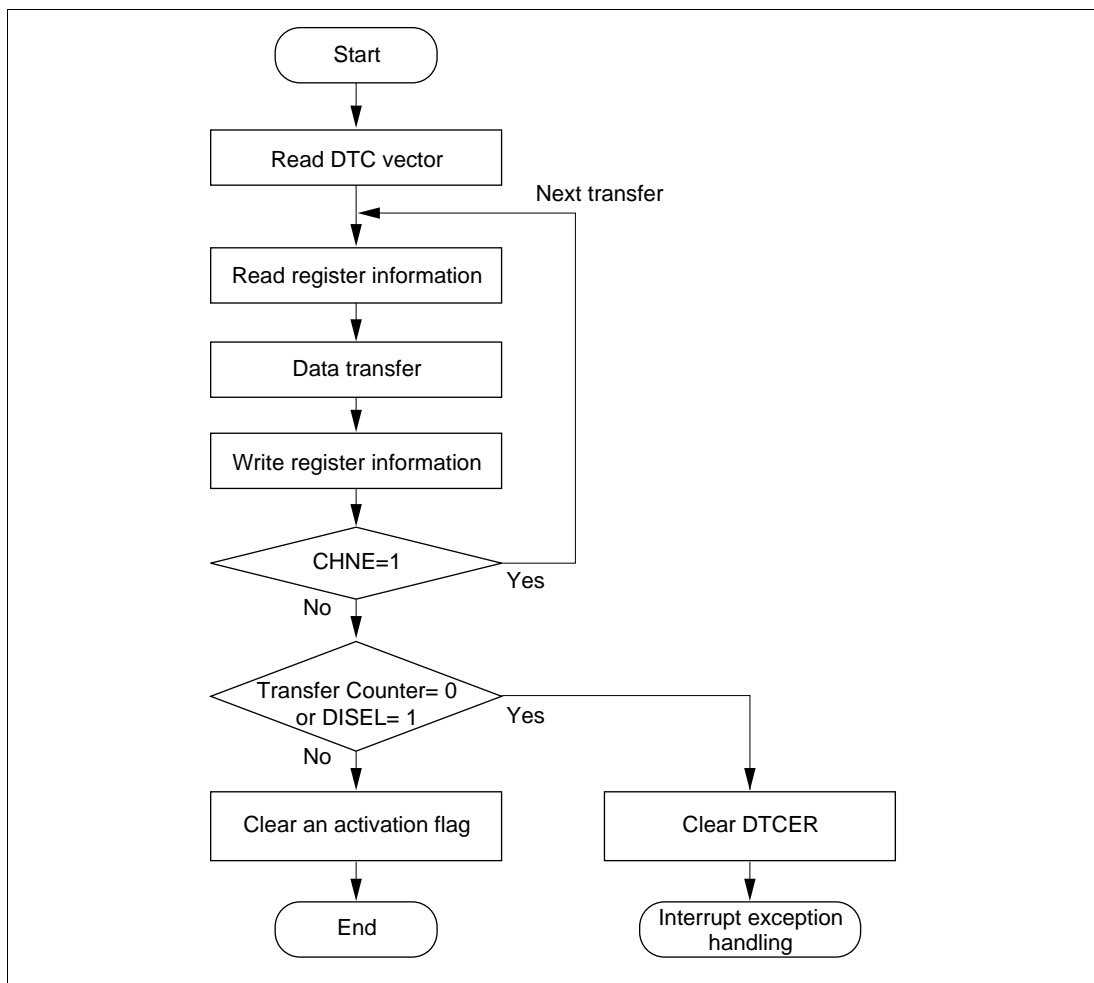 Start
Read DTC vector
Next transfer
Read register information
Data transfer
Write register information
CHNE=1
Yes
No
Transfer Counter= 0
or DISEL= 1
Yes
No
Clear an activation flag
Clear DTCER
End
Interrupt exception
handling